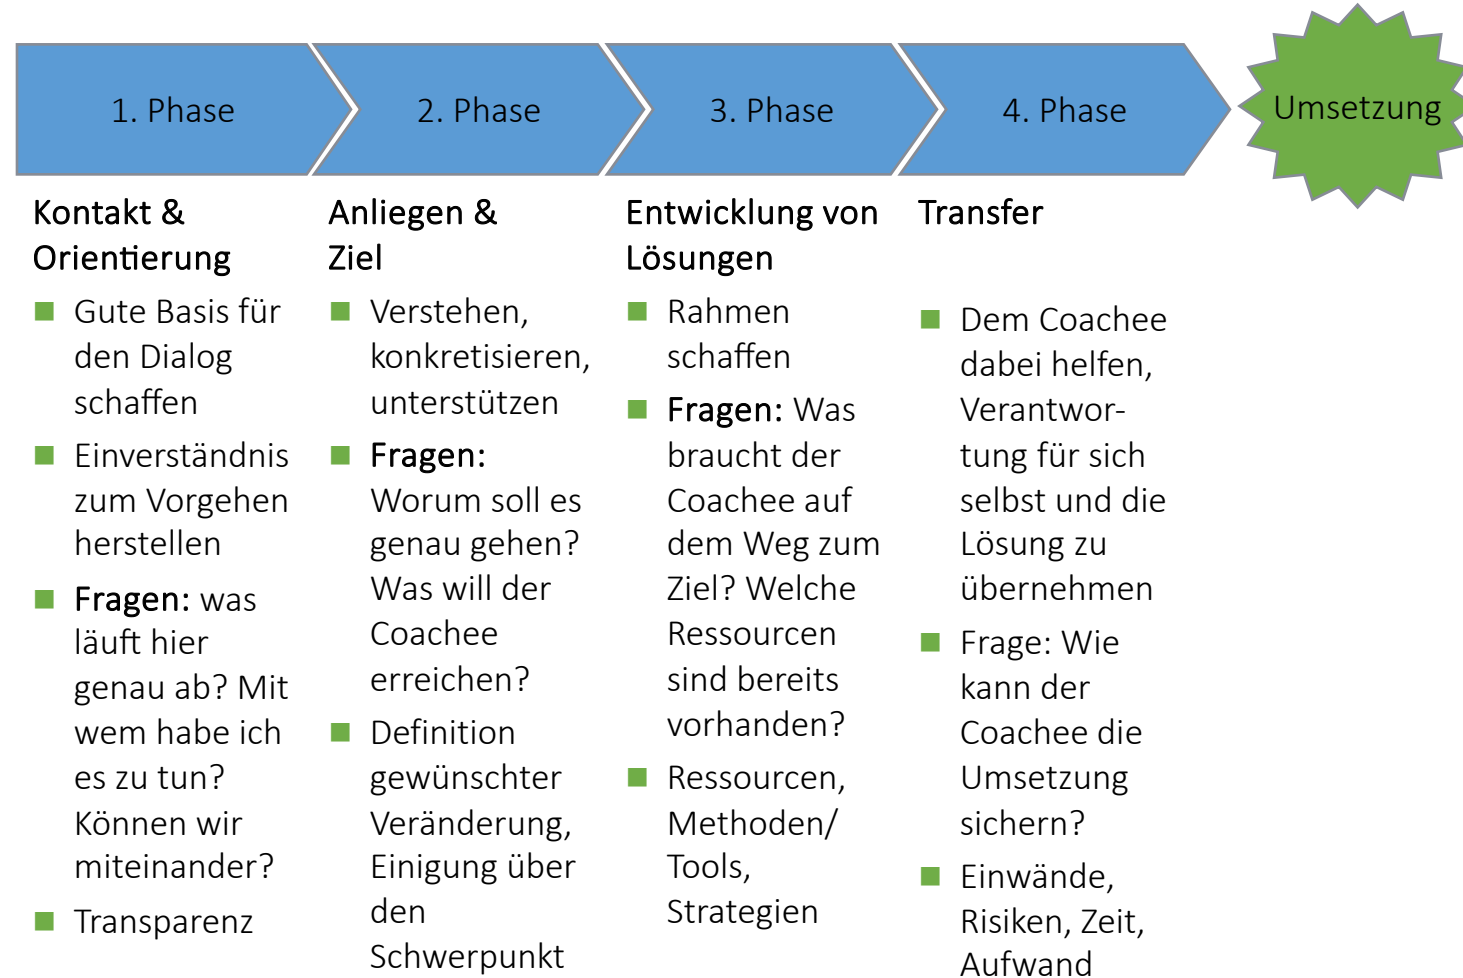 1. Phase
2. Phase
3. Phase
4. Phase
Umsetzung
Kontakt &
Orientierung
Gute Basis für
den Dialog
schaffen
Einverständnis
zum Vorgehen
herstellen
Fragen: was
läuft hier
genau ab? Mit
wem habe ich
es zu tun?
Können wir
miteinander?
Transparenz
Anliegen &
Ziel
Verstehen,
konkretisieren,
unterstützen
Fragen:
Worum soll es
genau gehen?
Was will der
Coachee
erreichen?
Definition
gewünschter
Veränderung,
Einigung über
den
Schwerpunkt
Entwicklung von
Lösungen
Rahmen
schaffen
Fragen: Was
braucht der
Coachee auf
dem Weg zum
Ziel? Welche
Ressourcen
sind bereits
vorhanden?
Ressourcen,
Methoden/
Tools,
Strategien
Transfer
Dem Coachee
dabei helfen,
Verantwor-
tung für sich
selbst und die
Lösung zu
übernehmen
Frage: Wie
kann der
Coachee die
Umsetzung
sichern?
Einwände,
Risiken, Zeit,
Aufwand